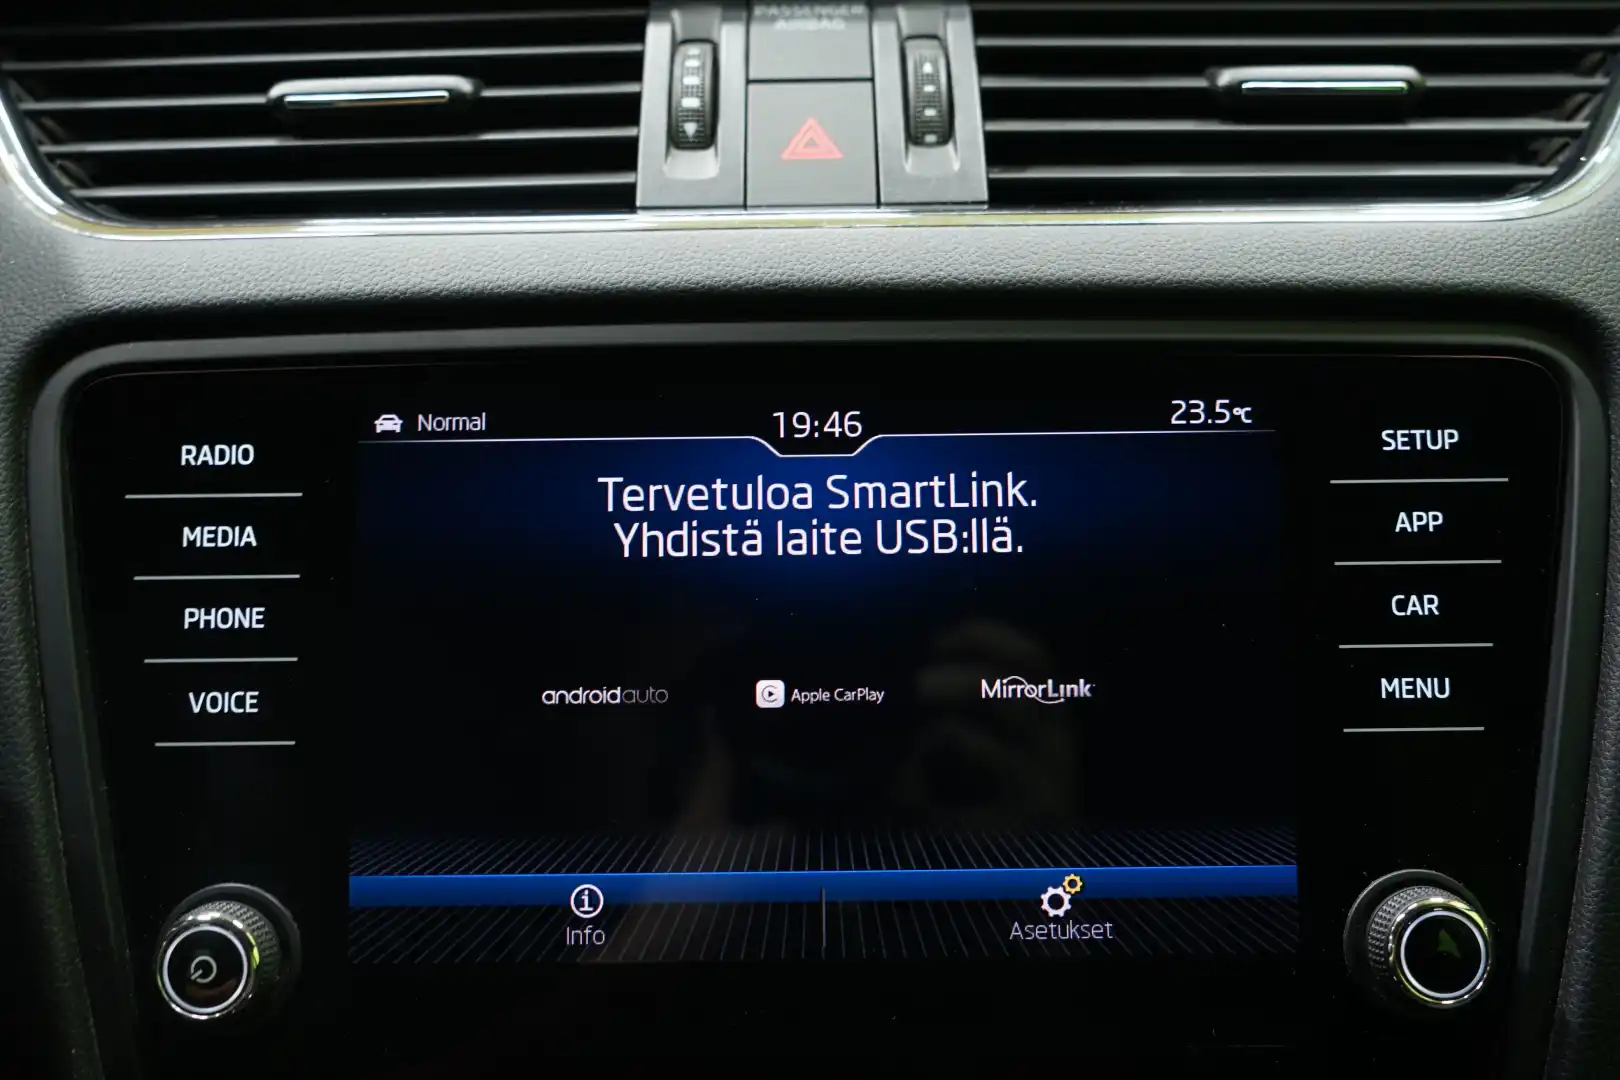 PASSENGER
AIRBAG
Normal
19:46
23.5°C
RADIO
MEDIA
PHONE
VOICE
Tervetuloa SmartLink.
Yhdistä laite USB:llä.
androidauto
Apple CarPlay
MirrorLink
SETUP
APP
CAR
MENU
Info
Asetukset